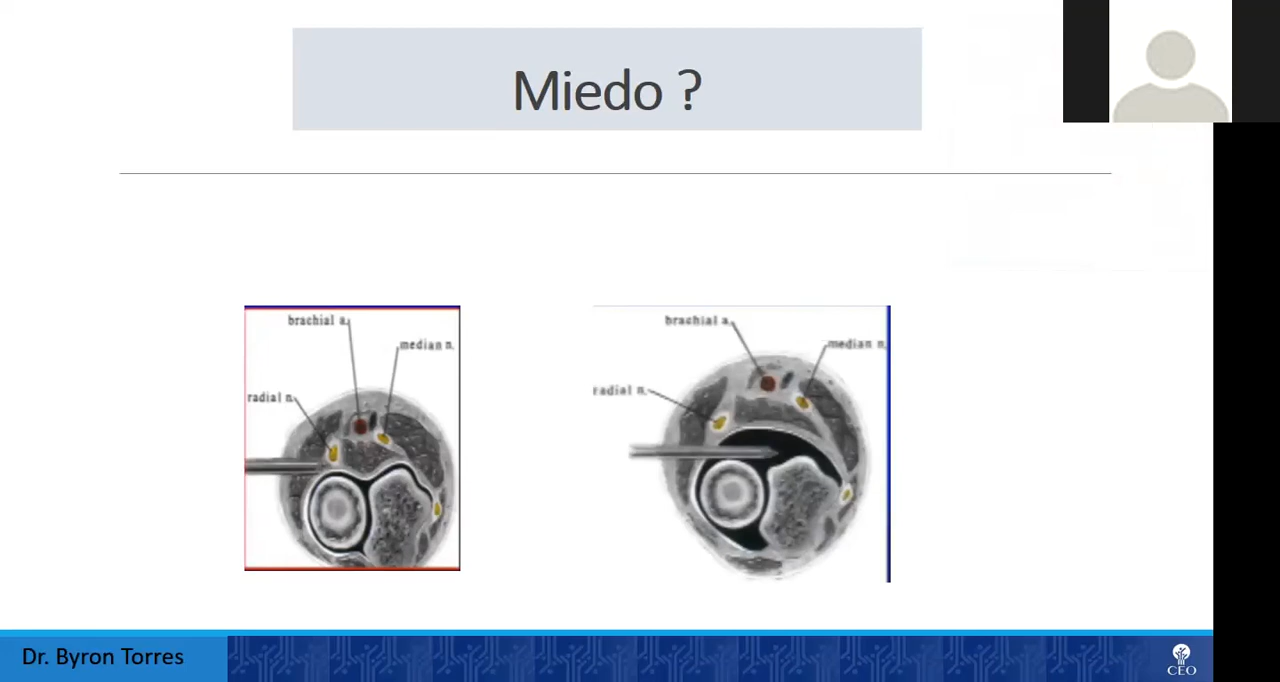 Miedo ?
brachial a.
median n.
radial n.
brachial a.
median n.
radial n.
Dr. Byron Torres
CEO